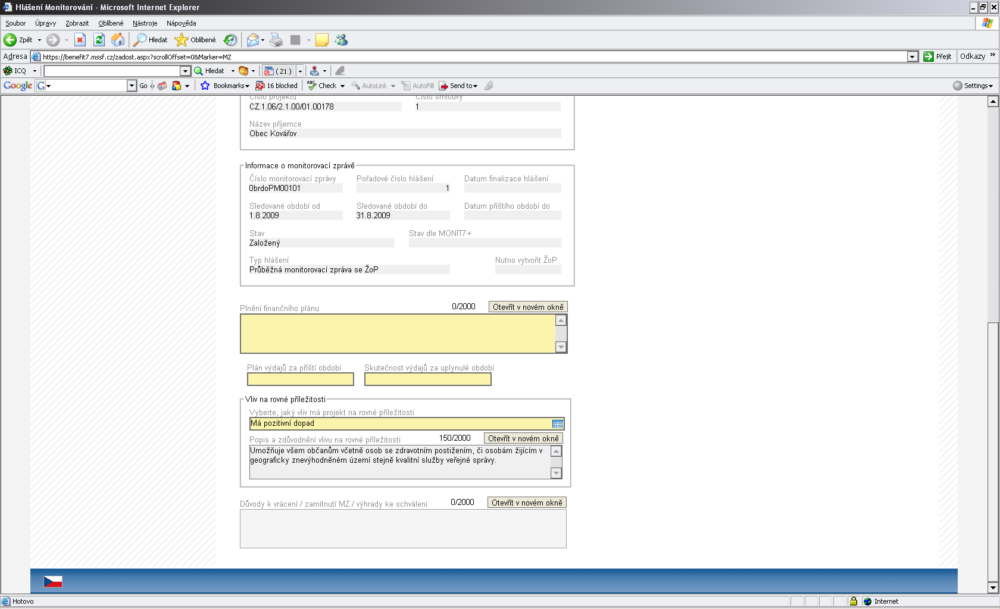 Hlášení Monitorování - Microsoft Internet Explorer
Soubor Úpravy Zobrazit Oblíbené Nástroje Nápověda
Zpět Hledat Oblíbené
Adresa https://benefit7.mssf.cz/zadost.aspx?scrollOffset=0&Marker=MZ Přejít Odkazy »
ICQ Hledat ( 21 )
Google G Go Bookmarks 16 blocked Check AutoLink AutoFill Send to Settings
Číslo projektu Číslo smlouvy
CZ.1.06/2.1.00/01.00178 1
Název příjemce
Obec Kovářov
Informace o monitorovací zprávě
Číslo monitorovací zprávy Pořadové číslo hlášení Datum finalizace hlášení
0brdoPM00101 1
Sledované období od Sledované období do Datum příštího období do
1.8.2009 31.8.2009
Stav Stav dle MONIT7+
Založený
Typ hlášení Nutno vytvořit ŽoP
Průběžná monitorovací zpráva se ŽoP
Plnění finančního plánu 0/2000 Otevřít v novém okně
Plán výdajů za příští období Skutečnost výdajů za uplynulé období
Vliv na rovné příležitosti
Vyberte, jaký vliv má projekt na rovné příležitosti
Má pozitivní dopad
Popis a zdůvodnění vlivu na rovné příležitosti 150/2000 Otevřít v novém okně
Umožňuje všem občanům včetně osob se zdravotním postižením, či osobám žijícím v
geograficky znevýhodněném území stejně kvalitní služby veřejné správy.
Důvody k vrácení / zamítnutí MZ / výhrady ke schválení 0/2000 Otevřít v novém okně
Hotovo Internet